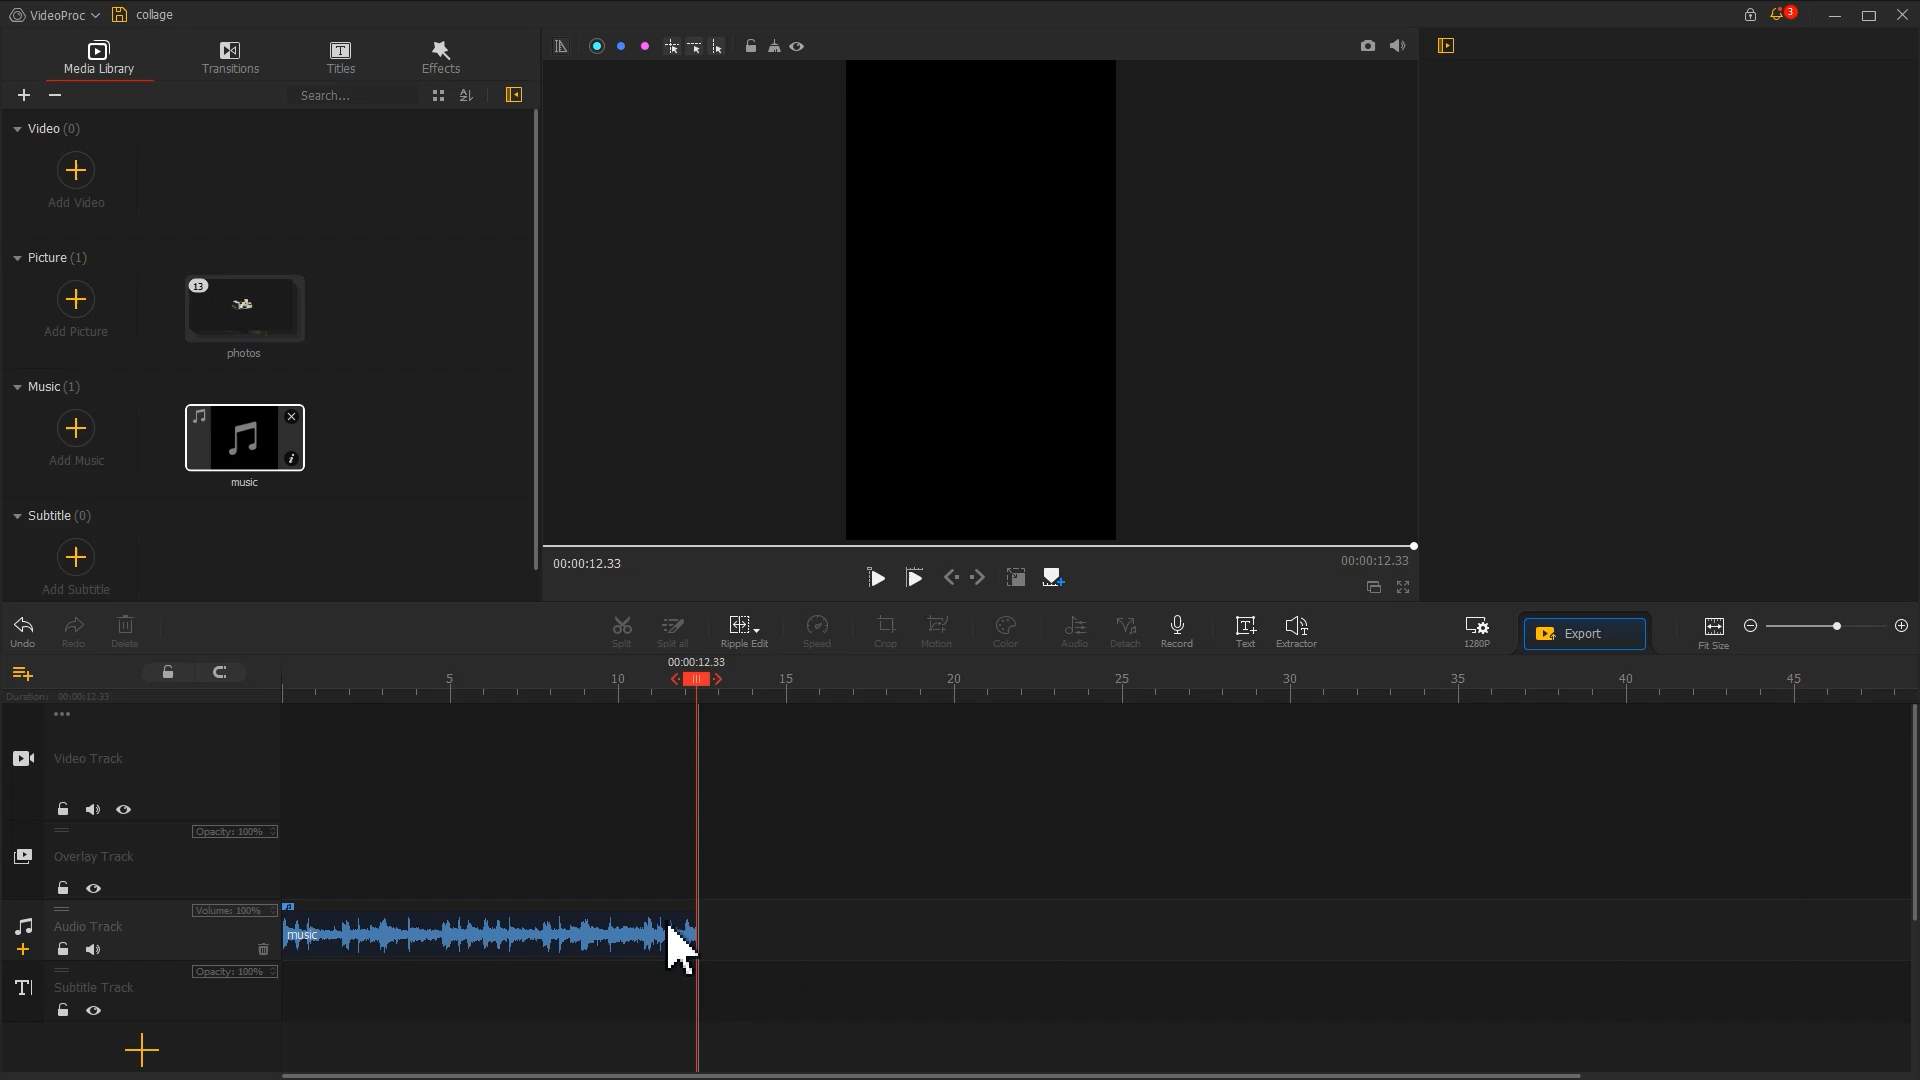 VideoProc
collage
3
Media Library
Transitions
Titles
Effects
Search...
Video (0)
Add Video
Picture (1)
Add Picture
13
photos
Music (1)
Add Music
music
Subtitle (0)
Add Subtitle
00:00:12.33
00:00:12.33
Undo
Redo
Delete
Split
Split all
Ripple Edit
Speed
Crop
Motion
Color
Audio
Detach
Record
Text
Extractor
1280P
Export
Fit Size
00:00:12.33
Duration: 00:00:12.33
5
10
15
20
25
30
35
40
45
Video Track
Opacity: 100%
Overlay Track
Volume: 100%
Audio Track
music
Opacity: 100%
Subtitle Track